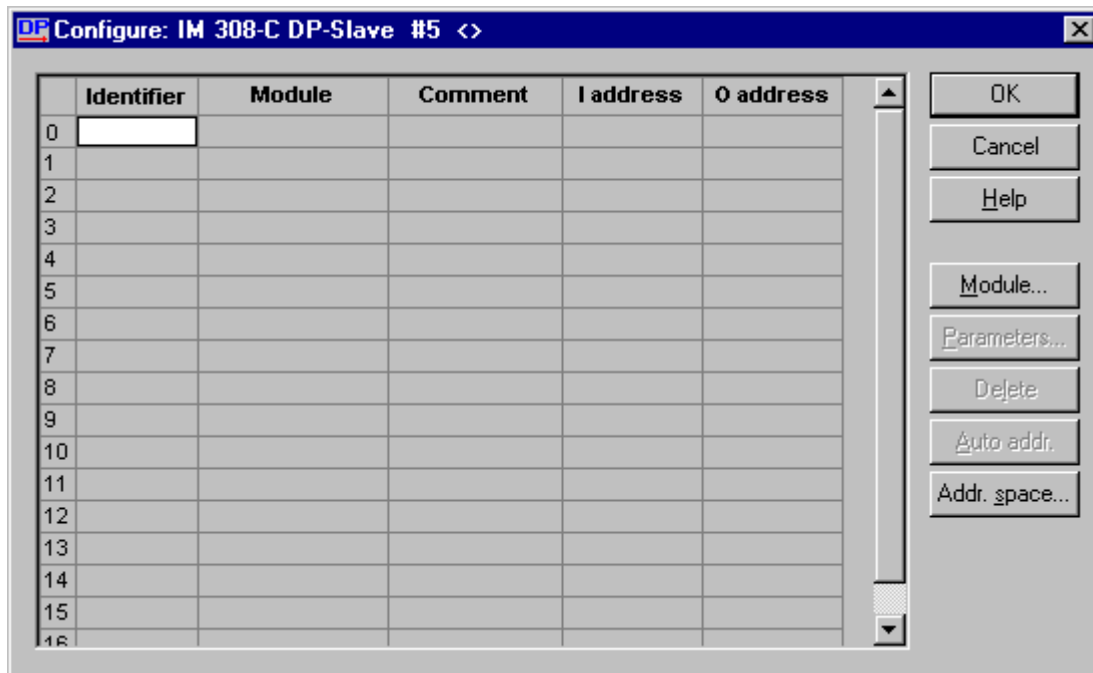 DP Configure: IM 308-C DP-Slave #5 <>
Identifier Module Comment I address O address
0
1
2
3
4
5
6
7
8
9
10
11
12
13
14
15
16
OK
Cancel
Help
Module...
Parameters...
Delete
Auto addr.
Addr. space...